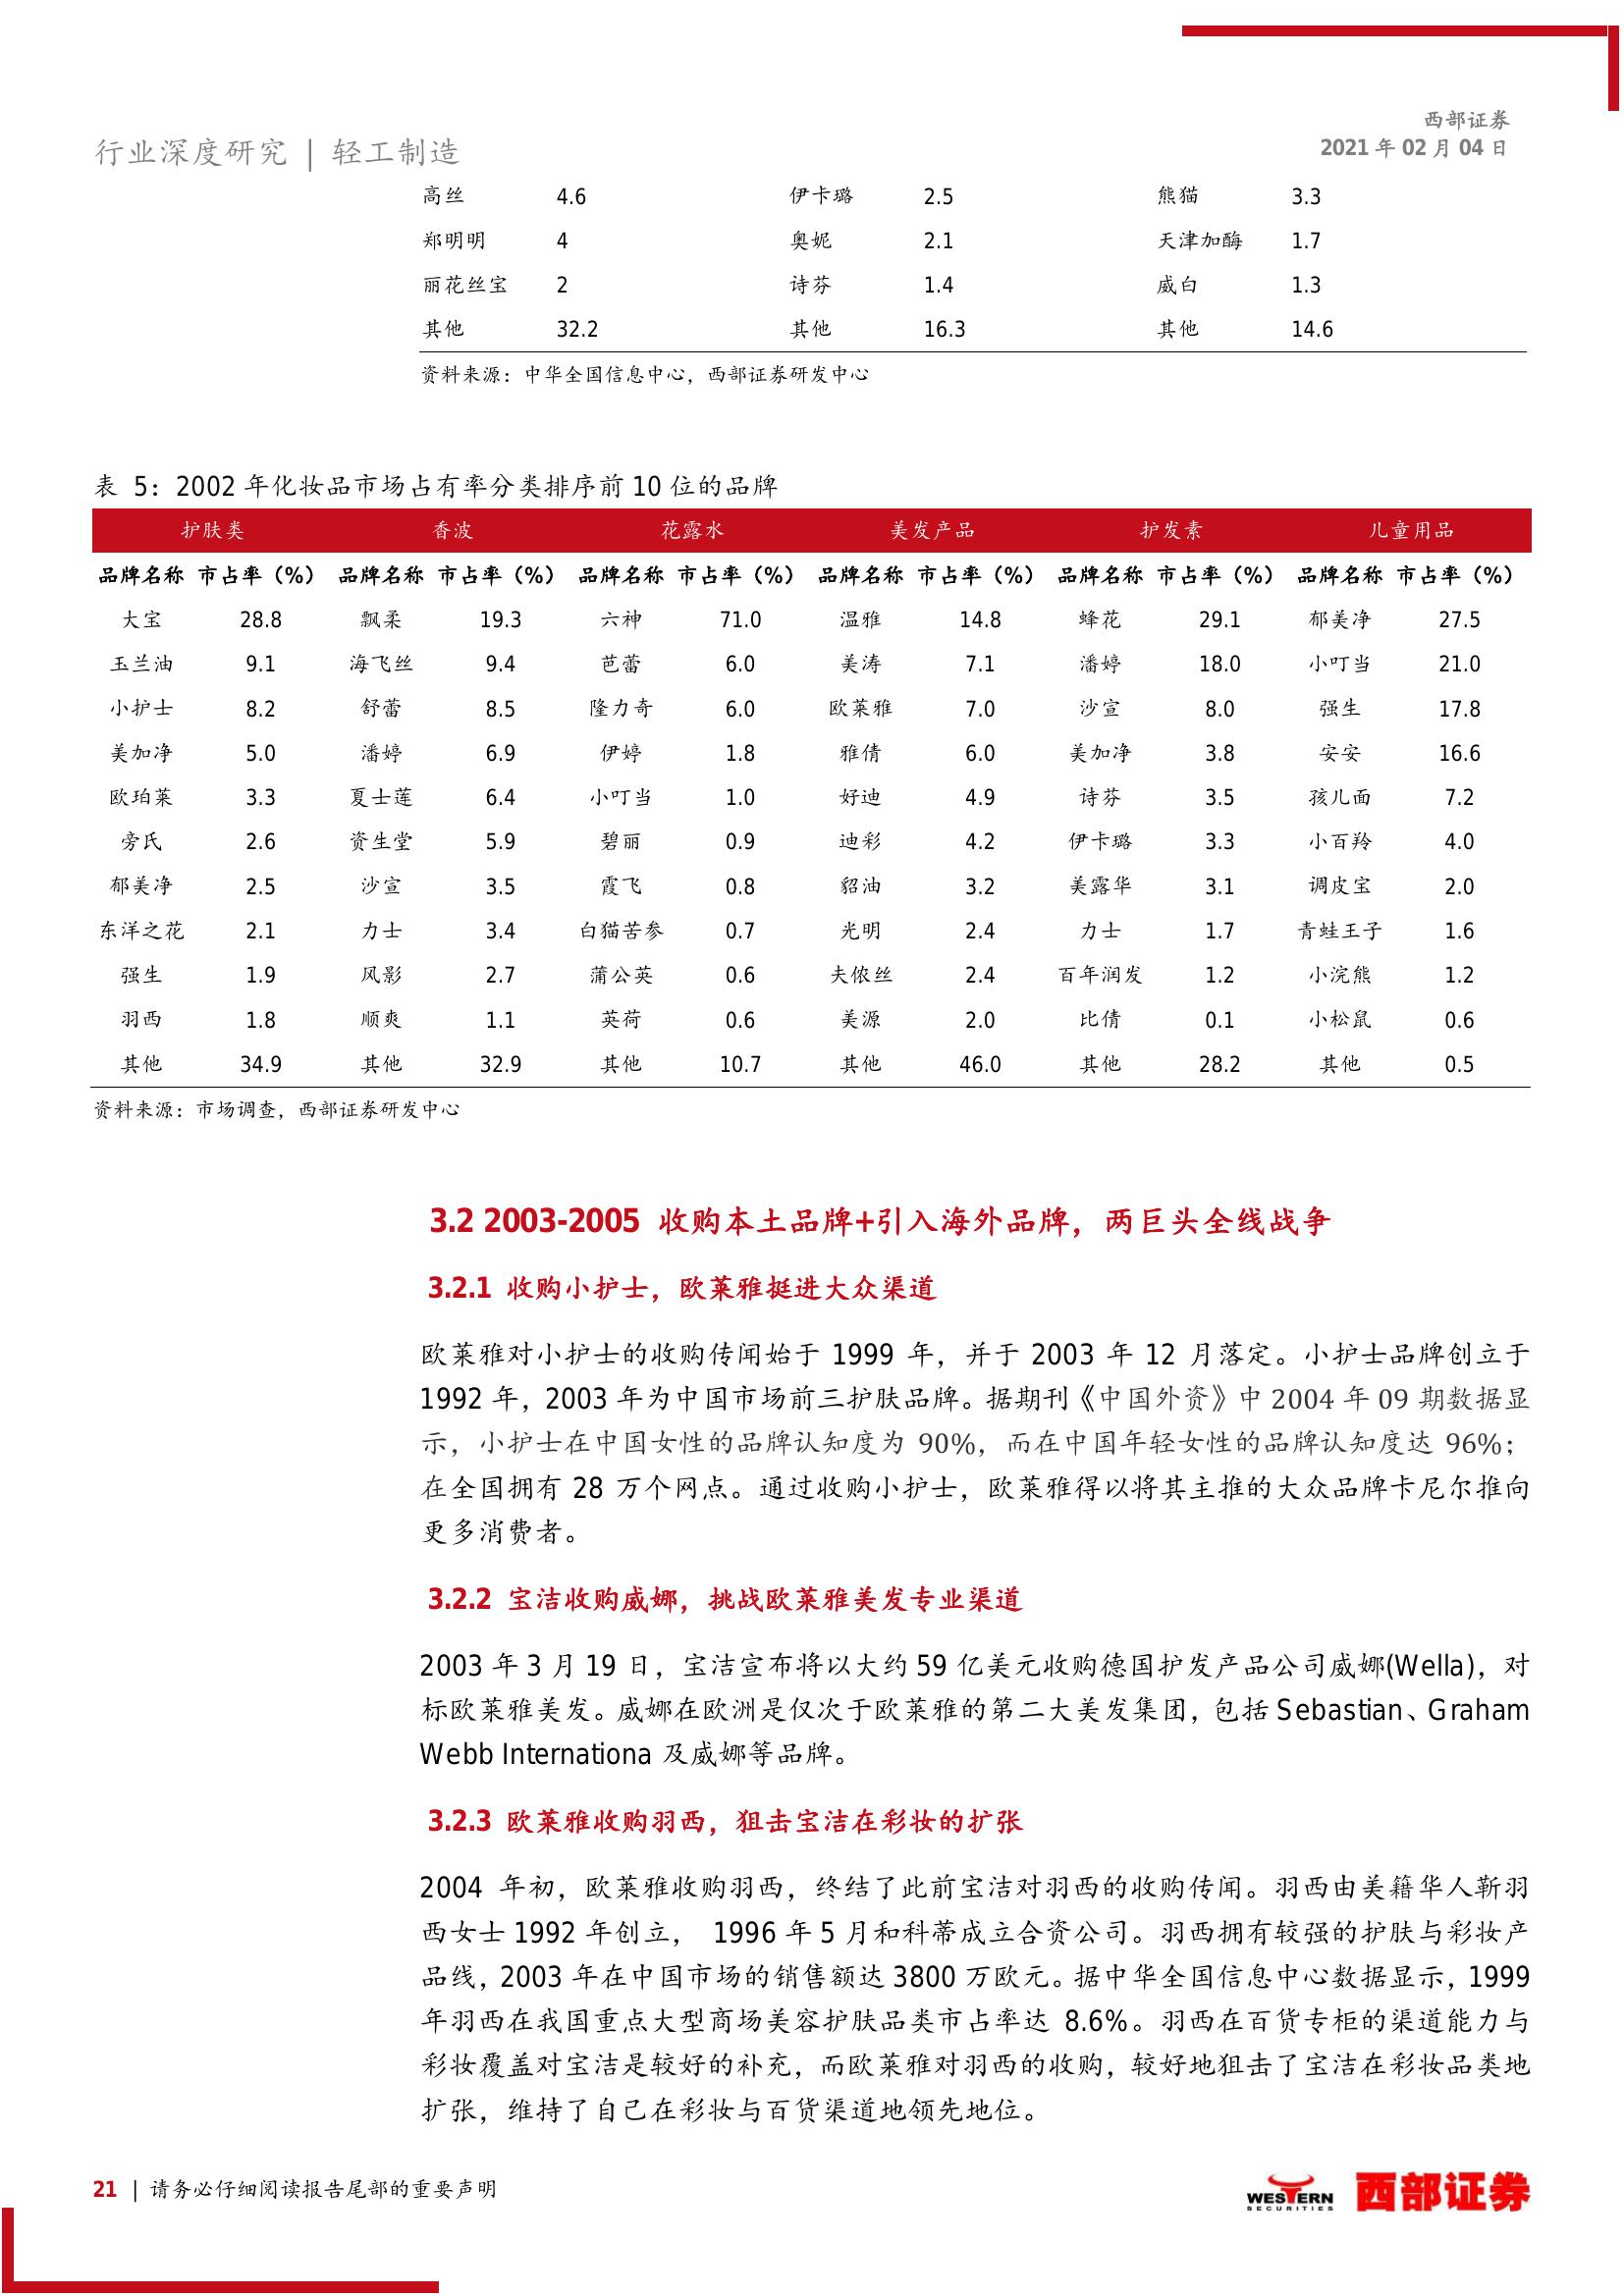 西部证券
行业深度研究 | 轻工制造
2021 年 02 月 04 日
高丝 4.6 伊卡璐 2.5 熊猫 3.3
郑明明 4 奥妮 2.1 天津加酶 1.7
丽花丝宝 2 诗芬 1.4 威白 1.3
其他 32.2 其他 16.3 其他 14.6
资料来源：中华全国信息中心，西部证券研发中心
表 5：2002 年化妆品市场占有率分类排序前 10 位的品牌
护肤类 香波 花露水 美发产品 护发素 儿童用品
品牌名称 市占率（%） 品牌名称 市占率（%） 品牌名称 市占率（%） 品牌名称 市占率（%） 品牌名称 市占率（%） 品牌名称 市占率（%）
大宝 28.8 飘柔 19.3 六神 71.0 温雅 14.8 蜂花 29.1 郁美净 27.5
玉兰油 9.1 海飞丝 9.4 芭蕾 6.0 美涛 7.1 潘婷 18.0 小叮当 21.0
小护士 8.2 舒蕾 8.5 隆力奇 6.0 欧莱雅 7.0 沙宣 8.0 强生 17.8
美加净 5.0 潘婷 6.9 伊婷 1.8 雅倩 6.0 美加净 3.8 安安 16.6
欧珀莱 3.3 夏士莲 6.4 小叮当 1.0 好迪 4.9 诗芬 3.5 孩儿面 7.2
旁氏 2.6 资生堂 5.9 碧丽 0.9 迪彩 4.2 伊卡璐 3.3 小百羚 4.0
郁美净 2.5 沙宣 3.5 霞飞 0.8 貂油 3.2 美露华 3.1 调皮宝 2.0
东洋之花 2.1 力士 3.4 白猫苦参 0.7 光明 2.4 力士 1.7 青蛙王子 1.6
强生 1.9 风影 2.7 蒲公英 0.6 夫侬丝 2.4 百年润发 1.2 小浣熊 1.2
羽西 1.8 顺爽 1.1 英荷 0.6 美源 2.0 比倩 0.1 小松鼠 0.6
其他 34.9 其他 32.9 其他 10.7 其他 46.0 其他 28.2 其他 0.5
资料来源：市场调查，西部证券研发中心
3.2 2003-2005 收购本土品牌+引入海外品牌，两巨头全线战争
3.2.1 收购小护士，欧莱雅挺进大众渠道
欧莱雅对小护士的收购传闻始于 1999 年，并于 2003 年 12 月落定。小护士品牌创立于
1992 年，2003 年为中国市场前三护肤品牌。据期刊《中国外资》中 2004 年 09 期数据显
示，小护士在中国女性的品牌认知度为 90%，而在中国年轻女性的品牌认知度达 96%；
在全国拥有 28 万个网点。通过收购小护士，欧莱雅得以将其主推的大众品牌卡尼尔推向
更多消费者。
3.2.2 宝洁收购威娜，挑战欧莱雅美发专业渠道
2003 年 3 月 19 日，宝洁宣布将以大约 59 亿美元收购德国护发产品公司威娜(Wella)，对
标欧莱雅美发。威娜在欧洲是仅次于欧莱雅的第二大美发集团，包括 Sebastian、Graham
Webb Internationa 及威娜等品牌。
3.2.3 欧莱雅收购羽西，狙击宝洁在彩妆的扩张
2004 年初，欧莱雅收购羽西，终结了此前宝洁对羽西的收购传闻。羽西由美籍华人靳羽
西女士 1992 年创立， 1996 年 5 月和科蒂成立合资公司。羽西拥有较强的护肤与彩妆产
品线，2003 年在中国市场的销售额达 3800 万欧元。据中华全国信息中心数据显示，1999
年羽西在我国重点大型商场美容护肤品类市占率达 8.6%。羽西在百货专柜的渠道能力与
彩妆覆盖对宝洁是较好的补充，而欧莱雅对羽西的收购，较好地狙击了宝洁在彩妆品类地
扩张，维持了自己在彩妆与百货渠道地领先地位。
21 | 请务必仔细阅读报告尾部的重要声明
WESTERN
SECURITIES
西部证券